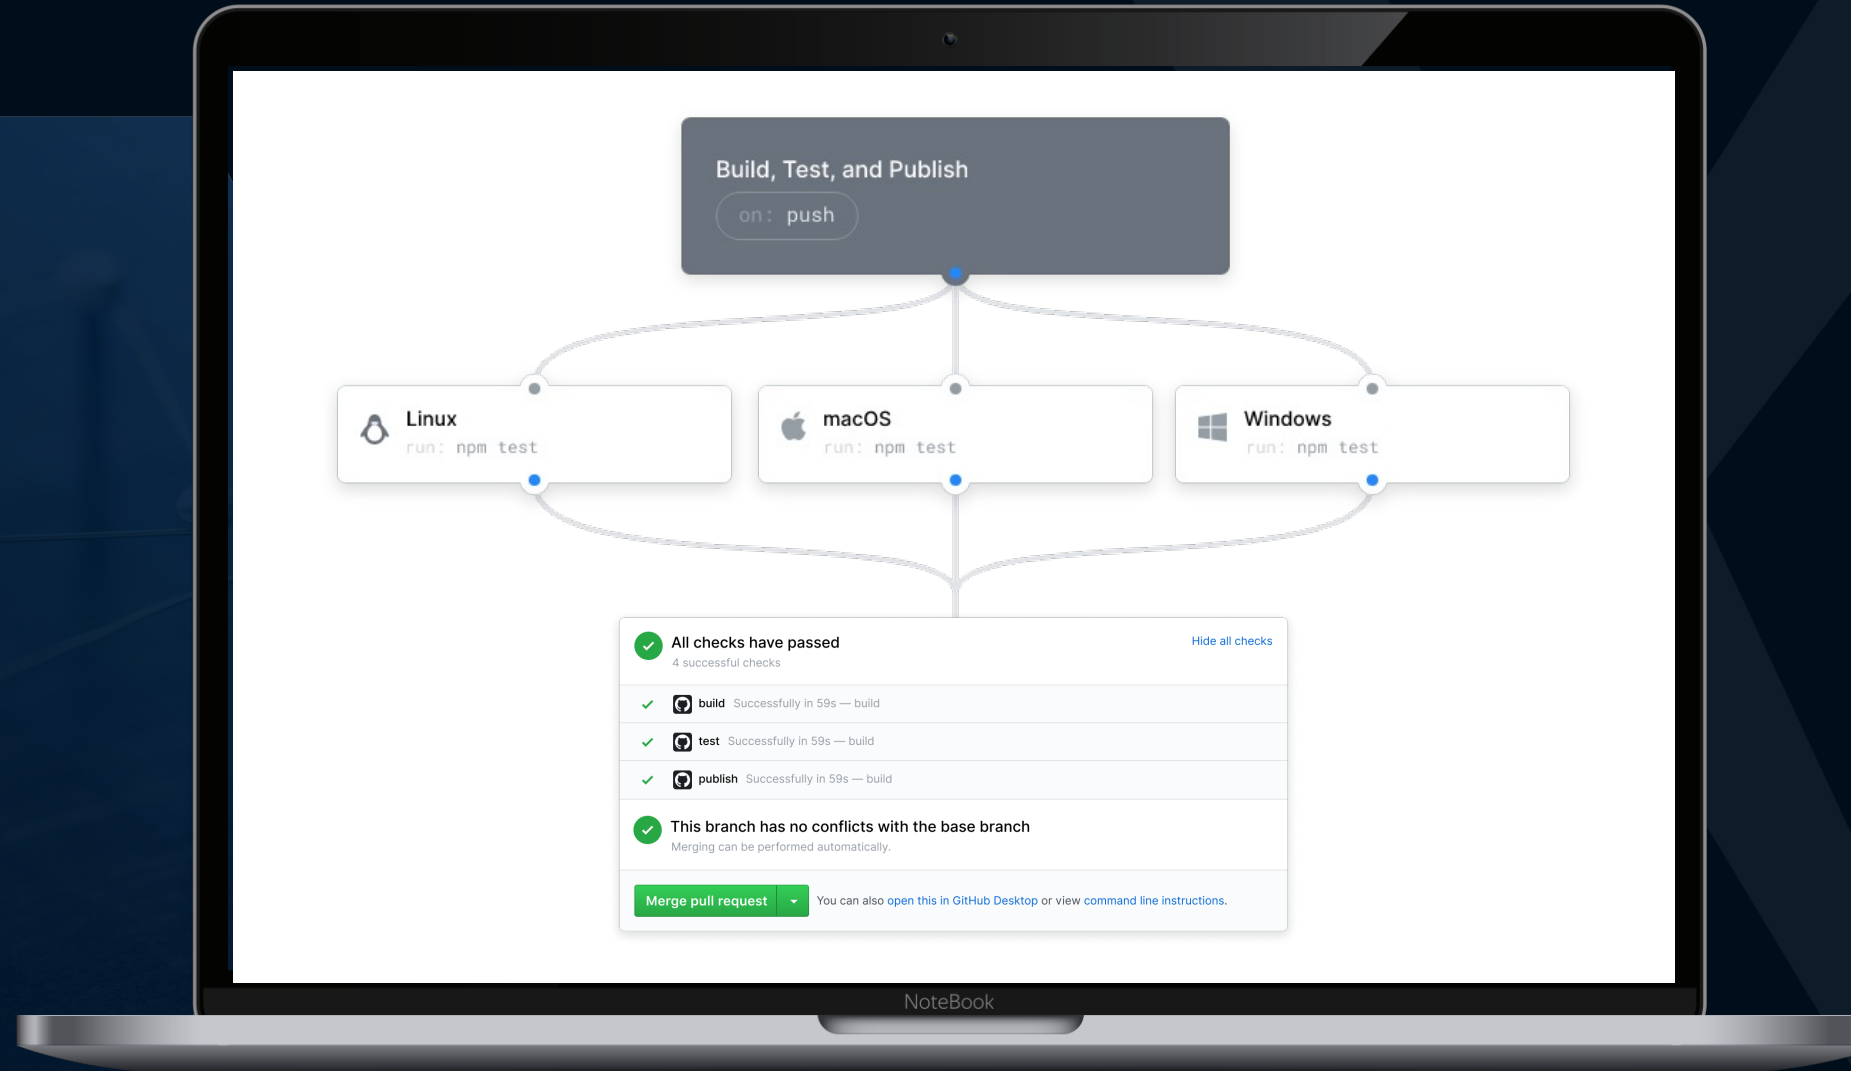 Build, Test, and Publish
on: push
Linux
run: npm test
macOS
run: npm test
Windows
run: npm test
All checks have passed
Hide all checks
4 successful checks
build Successfully in 59s — build
test Successfully in 59s — build
publish Successfully in 59s — build
This branch has no conflicts with the base branch
Merging can be performed automatically.
Merge pull request
You can also open this in GitHub Desktop or view command line instructions.
NoteBook